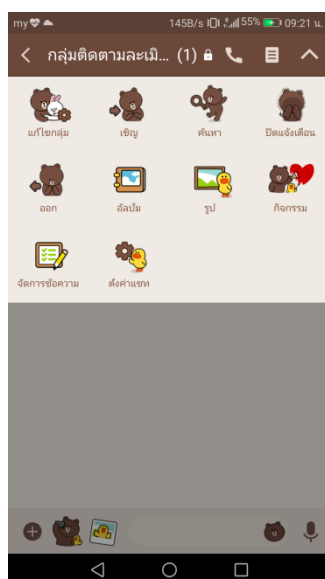 my 145B/s 55% 09:21 น.
กลุ่มติดตามละเมิ... (1)
แก้ไขกลุ่ม เชิญ ค้นหา ปิดแจ้งเตือน
ออก อัลบั้ม รูป กิจกรรม
จัดการข้อความ ตั้งค่าแชท